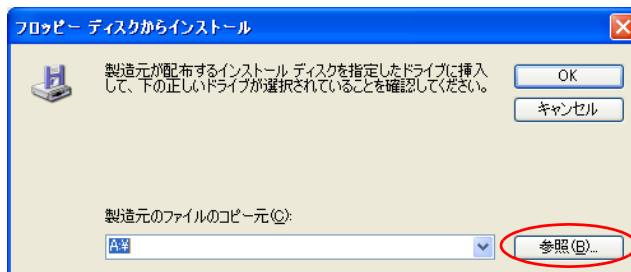 フロッピー ディスクからインストール
製造元が配布するインストール ディスクを指定したドライブに挿入
して、下の正しいドライブが選択されていることを確認してください。
OK
キャンセル
製造元のファイルのコピー元(C):
A:¥
参照(B)...